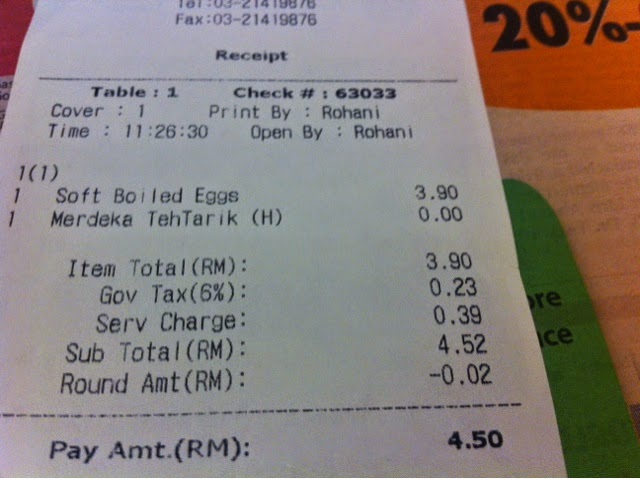 Tel:03-21419876
Fax:03-21419876
Receipt
Table : 1 Check # : 63033
Cover : 1 Print By : Rohani
Time : 11:26:30 Open By : Rohani
1(1)
1 Soft Boiled Eggs 3.90
1 Merdeka TehTarik (H) 0.00
Item Total(RM): 3.90
Gov Tax(6%): 0.23
Serv Charge: 0.39
Sub Total(RM): 4.52
Round Amt(RM): -0.02
Pay Amt.(RM): 4.50
20%